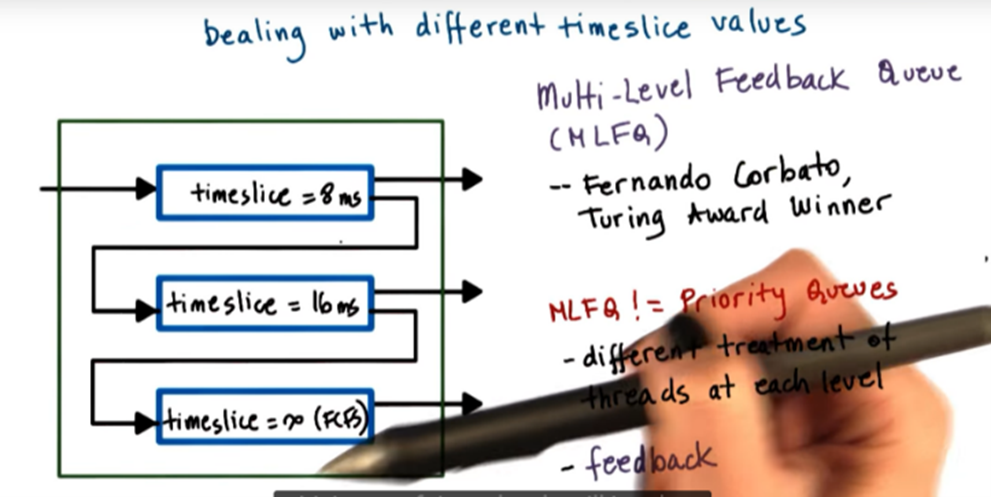 Dealing with different timeslice values
Multi-Level Feedback Queue
(MLFQ)
-- Fernando Corbato,
Turing Award Winner
timeslice = 8 ms
timeslice = 16 ms
timeslice = ∞ (FCFS)
MLFQ != Priority Queues
- different treatment of
threads at each level
- feedback